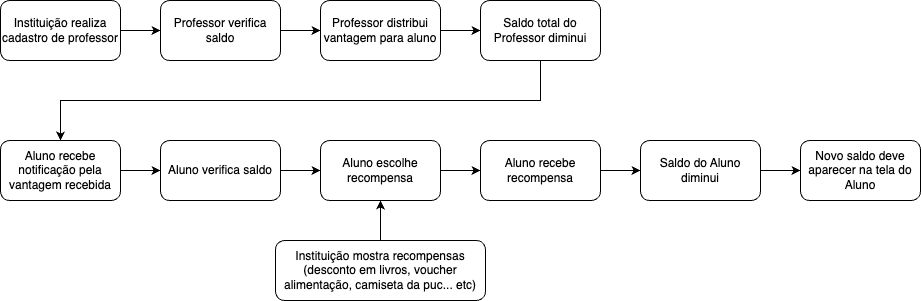 Instituição realiza
cadastro de professor
Professor verifica
saldo
Professor distribui
vantagem para aluno
Saldo total do
Professor diminui
Aluno recebe
notificação pela
vantagem recebida
Aluno verifica saldo
Aluno escolhe
recompensa
Aluno recebe
recompensa
Saldo do Aluno
diminui
Novo saldo deve
aparecer na tela do
Aluno
Instituição mostra recompensas
(desconto em livros, voucher
alimentação, camiseta da puc... etc)